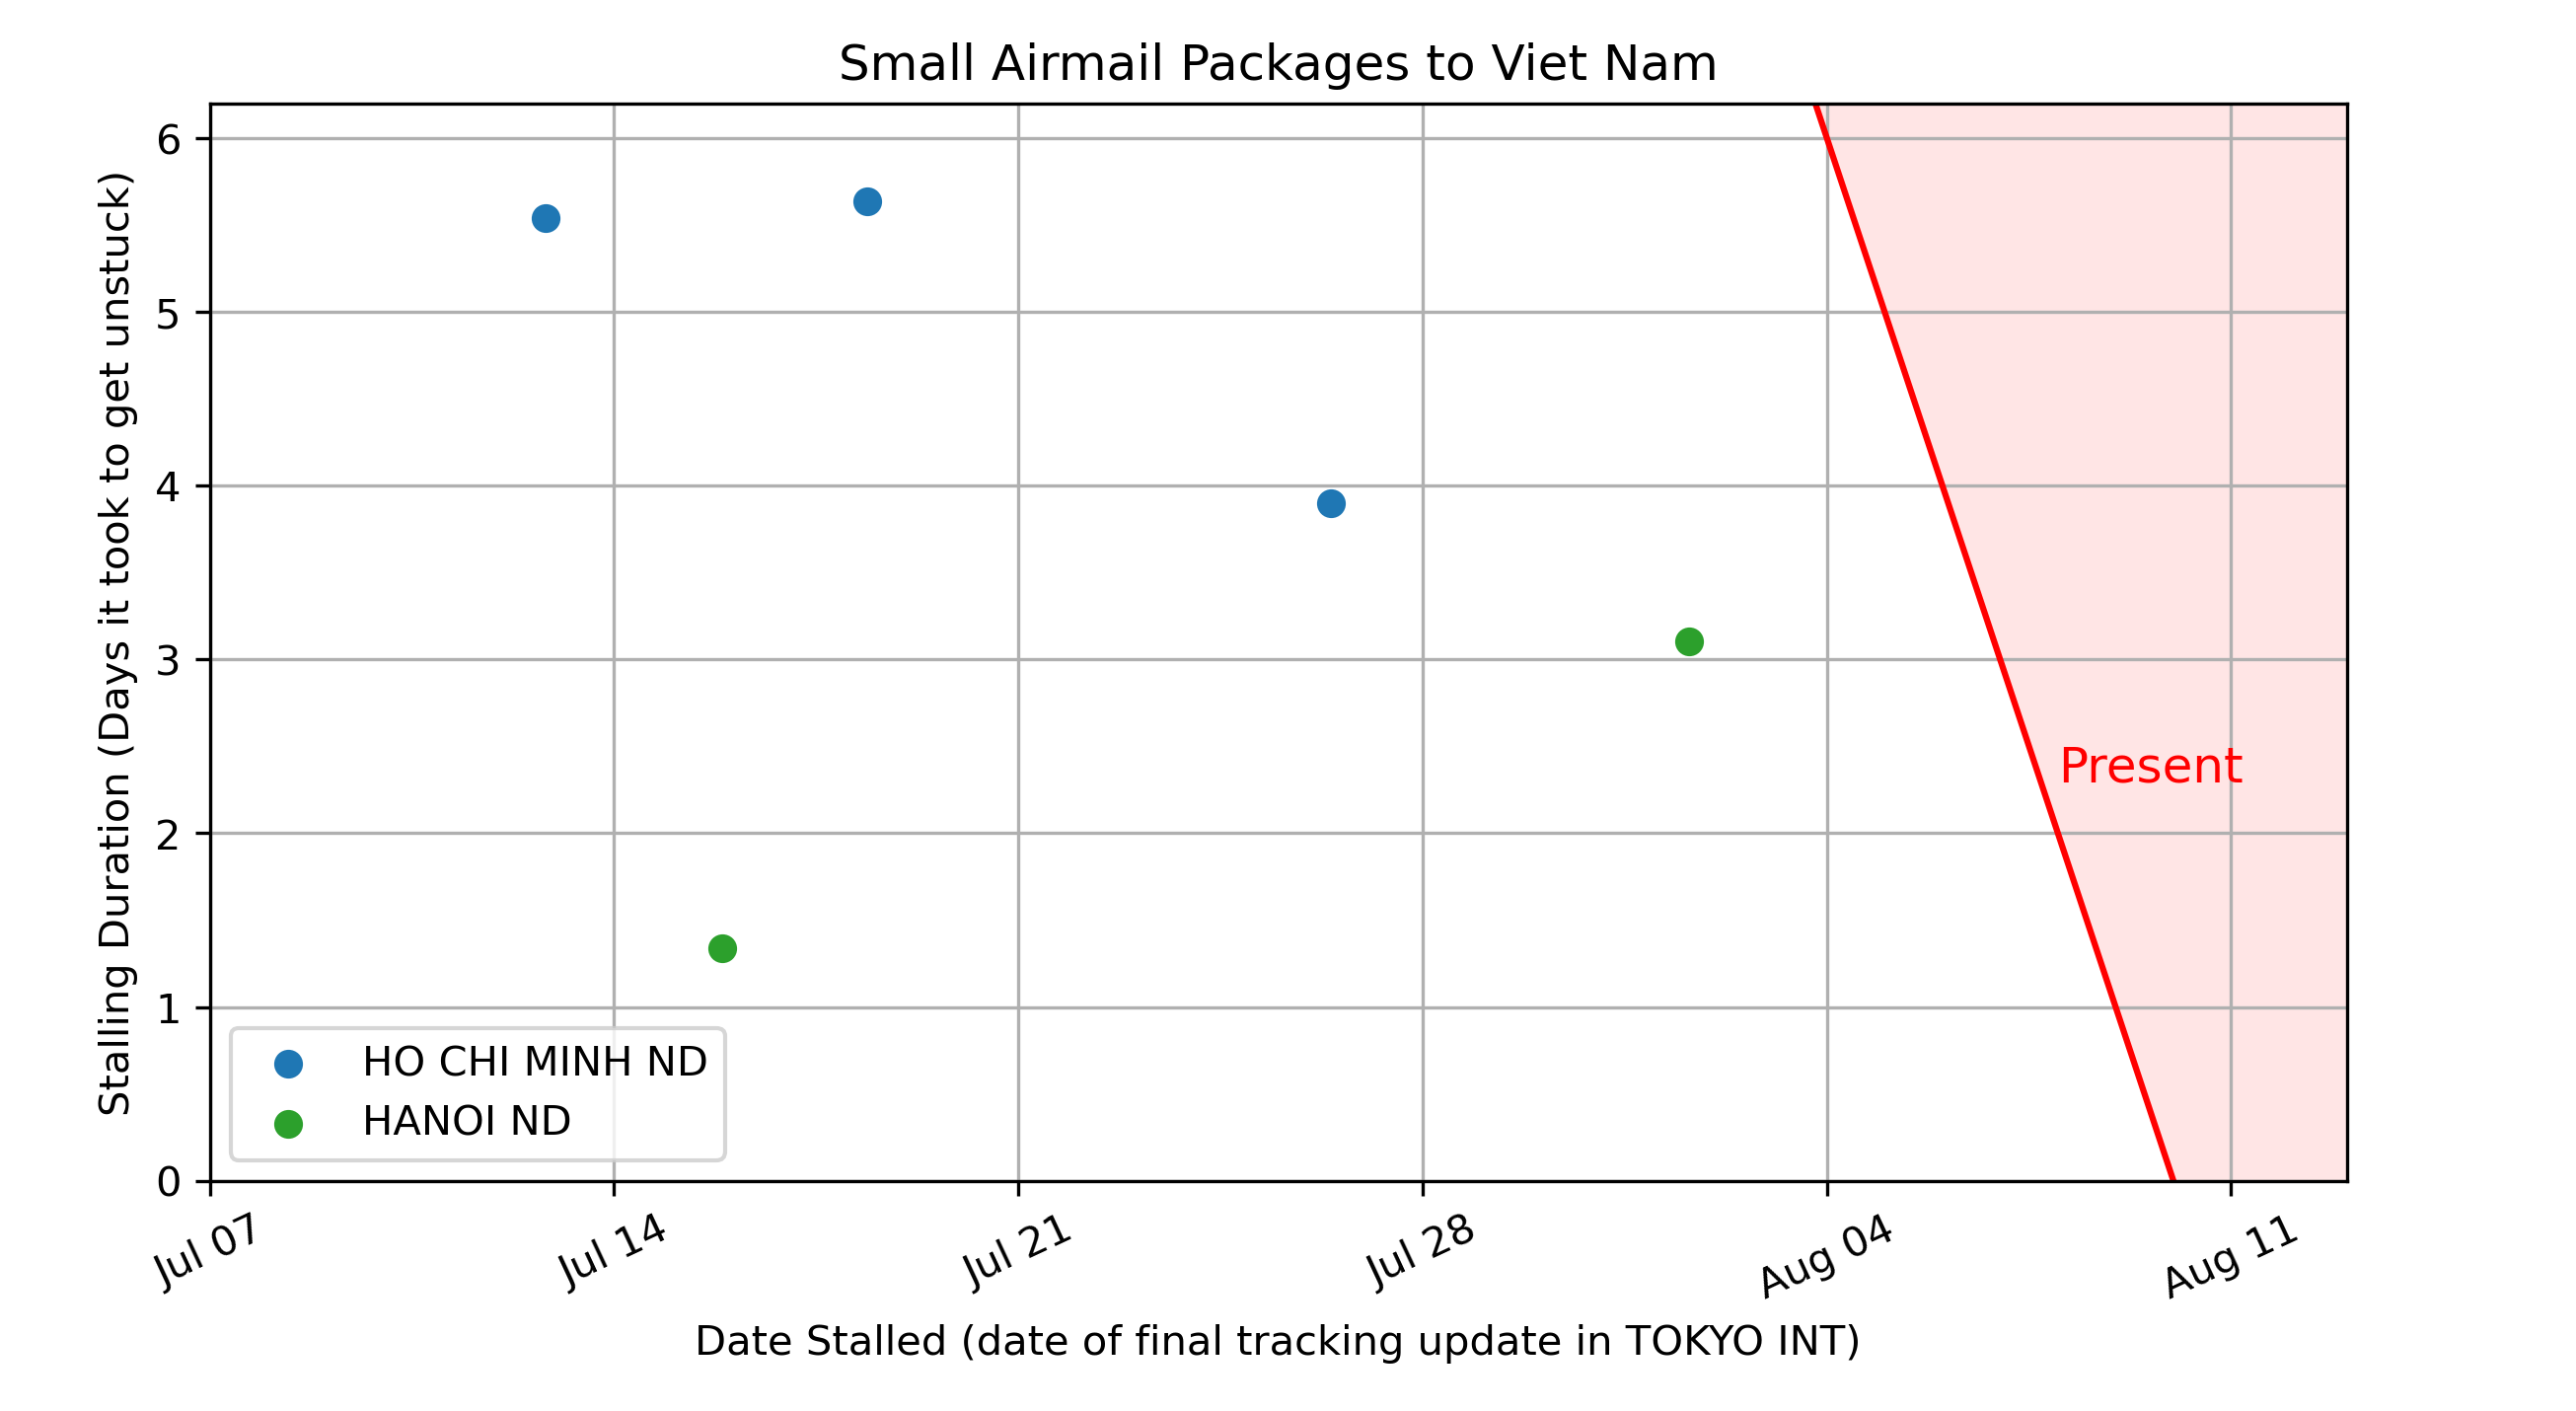 Small Airmail Packages to Viet Nam
Stalling Duration (Days it took to get unstuck)
6
5
4
3
2
1
0
Present
HO CHI MINH ND
HANOI ND
Jul 07
Jul 14
Jul 21
Jul 28
Aug 04
Aug 11
Date Stalled (date of final tracking update in TOKYO INT)